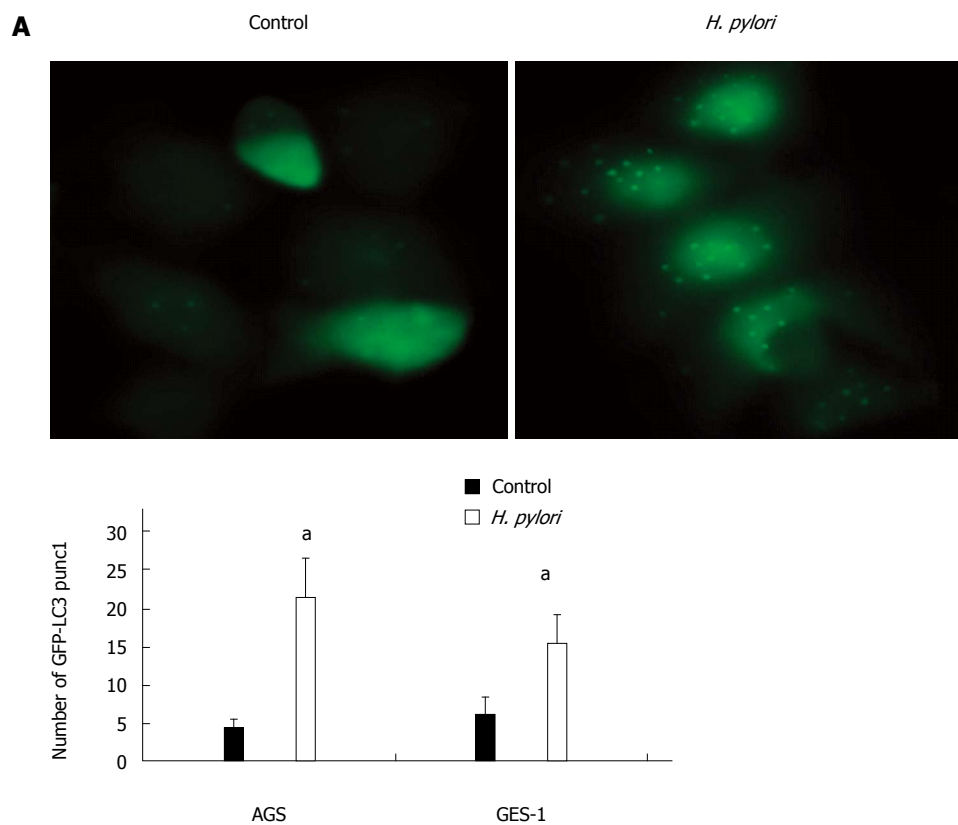 A
Control
H. pylori
Control
H. pylori
Number of GFP-LC3 punc1
30
25
20
15
10
5
0
a
a
AGS
GES-1